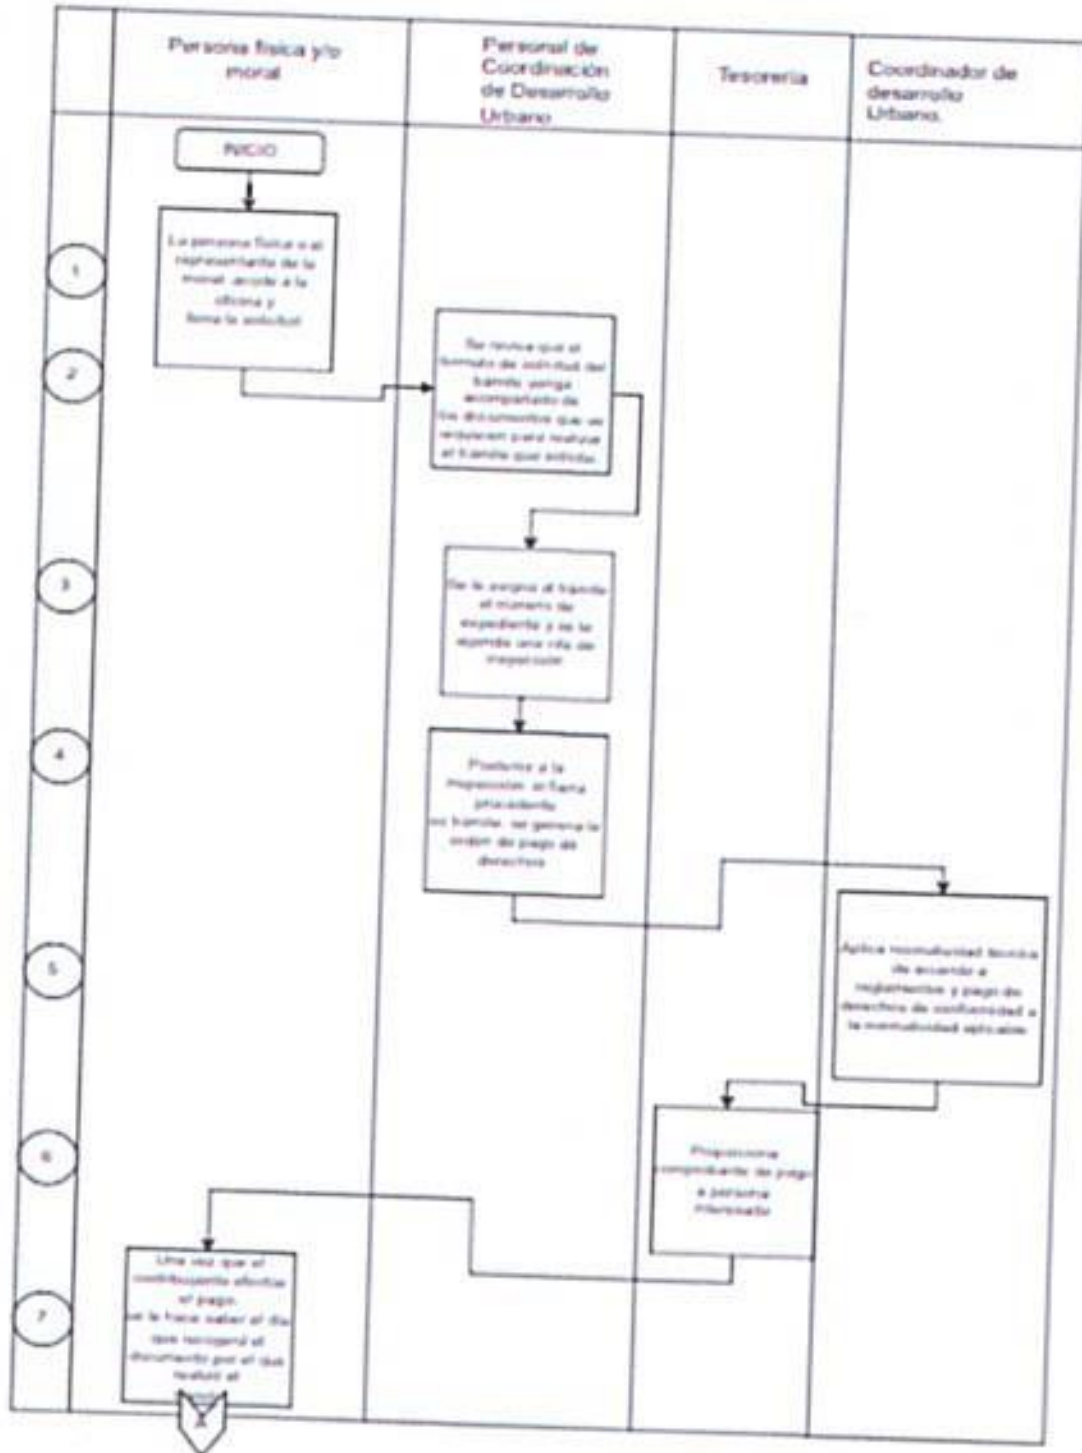 Persona física y/o
moral
Personal de
Coordinación
de Desarrollo
Urbano
Tesorería
Coordinador de
desarrollo
Urbano.
INICIO
1
La persona física o el
representante de la
moral acude a la
oficina y
llena la solicitud
2
Se revisa que el
formato de solicitud del
trámite venga
acompañado de
los documentos que se
requieren para realizar
el trámite que solicita.
3
Se le asigna al trámite
el número de
expediente y se le
agenda una cita de
inspección
4
Posterior a la
inspección si fuera
procedente
su trámite, se genera la
orden de pago de
derechos
5
Aplica normatividad técnica
de acuerdo a
reglamentos y pago de
derechos de conformidad a
la normatividad aplicable
6
Proporciona
comprobante de pago
a persona
interesada
7
Una vez que el
contribuyente efectúe
el pago,
se le hace saber el día
que recogerá el
documento por el que
realizó el
A